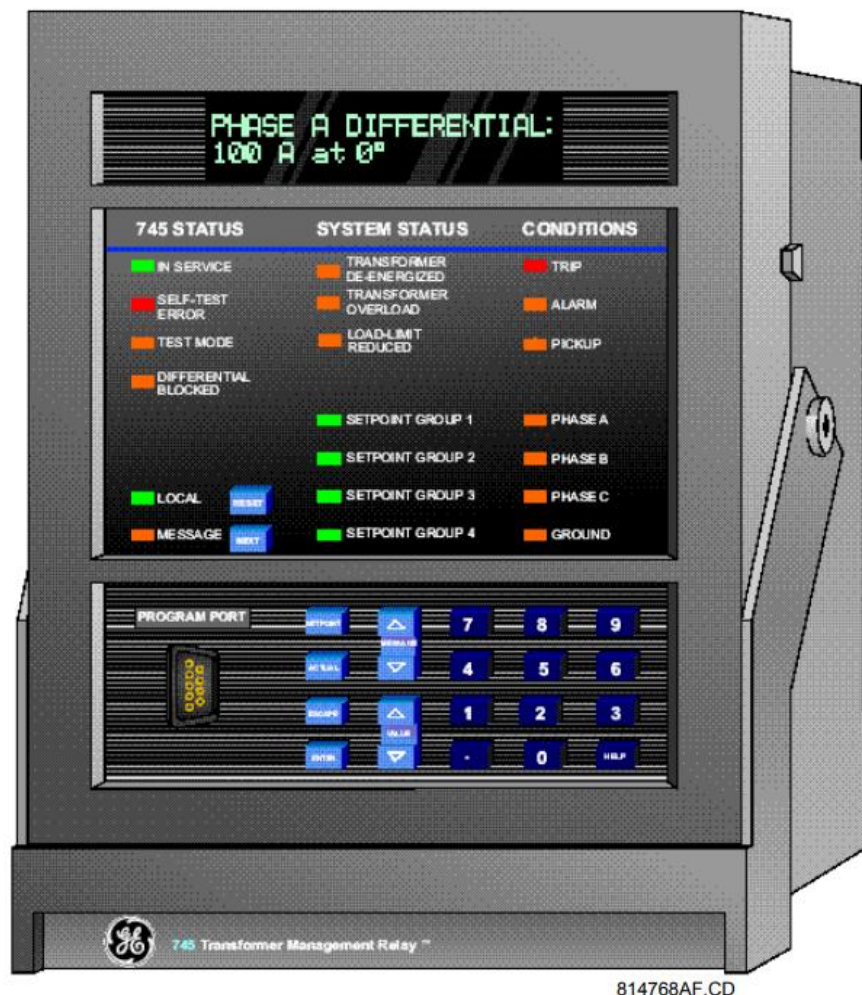 PHASE A DIFFERENTIAL:
100 A at 0°
745 STATUS
SYSTEM STATUS
CONDITIONS
IN SERVICE
TRANSFORMER
DE-ENERGIZED
TRIP
SELF-TEST
ERROR
TRANSFORMER
OVERLOAD
ALARM
TEST MODE
LOAD-LIMIT
REDUCED
PICKUP
DIFFERENTIAL
BLOCKED
SETPOINT GROUP 1
PHASE A
SETPOINT GROUP 2
PHASE B
LOCAL
RESET
SETPOINT GROUP 3
PHASE C
MESSAGE
NEXT
SETPOINT GROUP 4
GROUND
PROGRAM PORT
SETPOINT
7
8
9
MESSAGE
ACTUAL
4
5
6
ESCAPE
1
2
3
VALUE
ENTER
.
0
HELP
GE
745 Transformer Management Relay ™
814768AF.CD